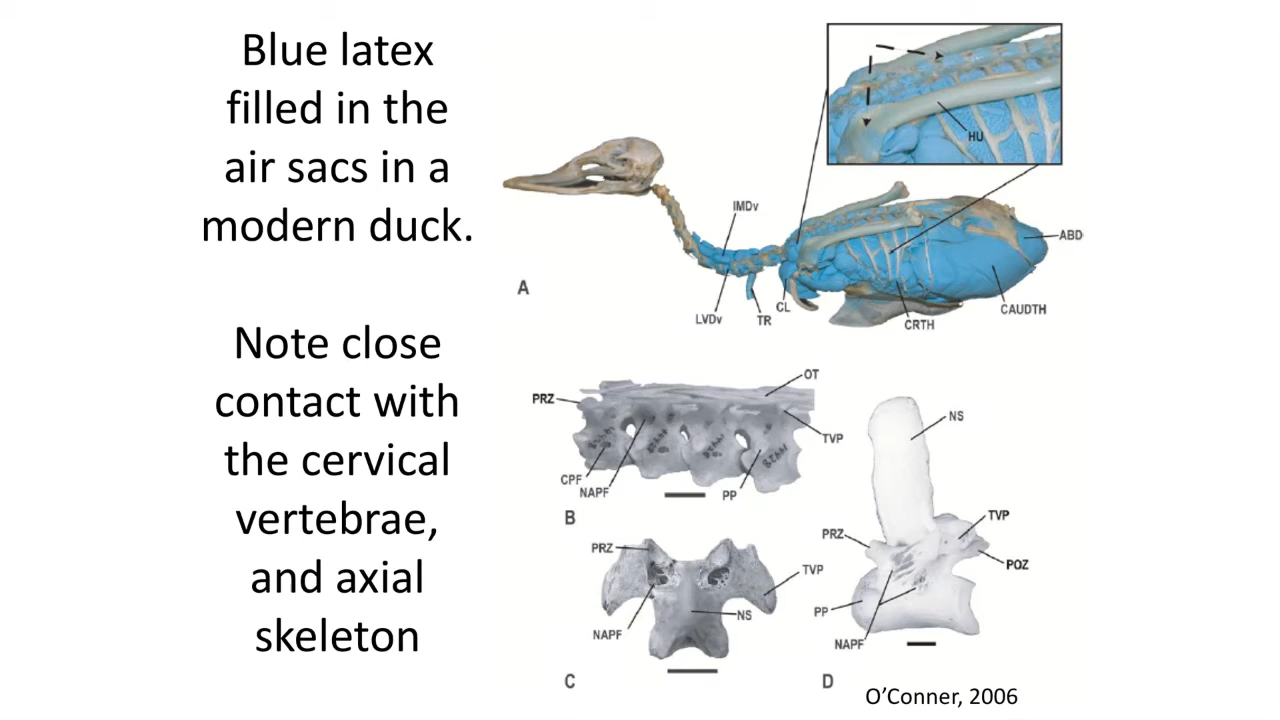 Blue latex
filled in the
air sacs in a
modern duck.
Note close
contact with
the cervical
vertebrae,
and axial
skeleton
HU
IMDv
ABD
A
LVDv
TR
CL
CRTH
CAUDTH
OT
PRZ
TVP
CPF
NAPF
PP
B
NS
PRZ
TVP
POZ
PP
NAPF
D
PRZ
TVP
NS
NAPF
C
O’Conner, 2006